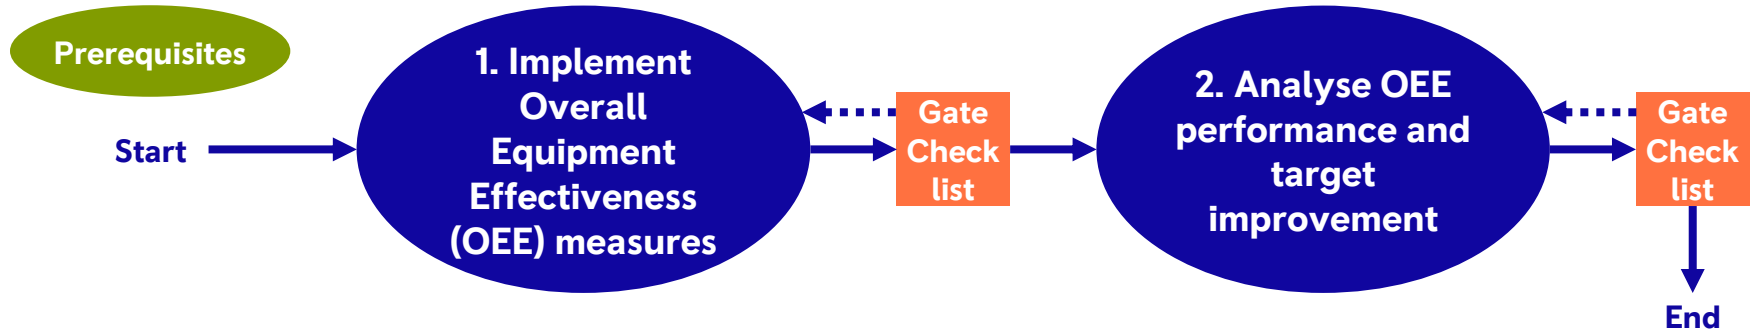 Prerequisites
Start
1. Implement
Overall
Equipment
Effectiveness
(OEE) measures
Gate
Check
list
2. Analyse OEE
performance and
target
improvement
Gate
Check
list
End